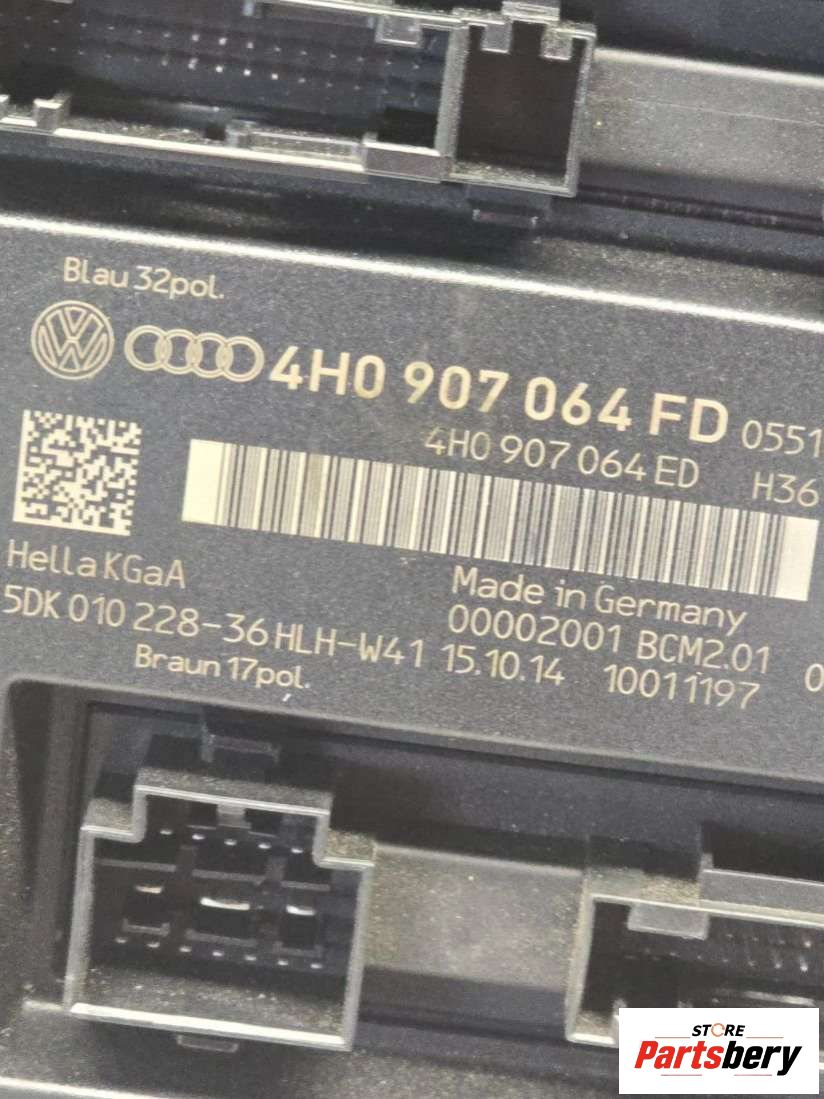 Blau 32pol.
4H0 907 064 FD 0551
4H0 907 064 ED H36
Hella KGaA
Made in Germany
5DK 010 228-36 HLH-W41
00002001 BCM2.01 0
15.10.14 10011197
Braun 17pol.
STORE
Partsbery